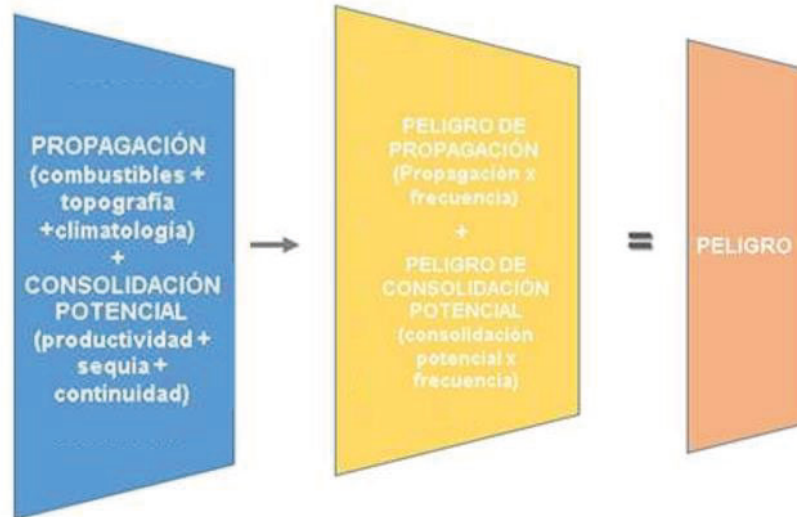 PROPAGACIÓN
(combustibles +
topografía
+climatología)
+
CONSOLIDACIÓN
POTENCIAL
(productividad +
sequia +
continuidad)
PELIGRO DE
PROPAGACIÓN
(Propagación x
frecuencia)
+
PELIGRO DE
CONSOLIDACIÓN
POTENCIAL
(consolidación
potencial x
frecuencia)
=
PELIGRO